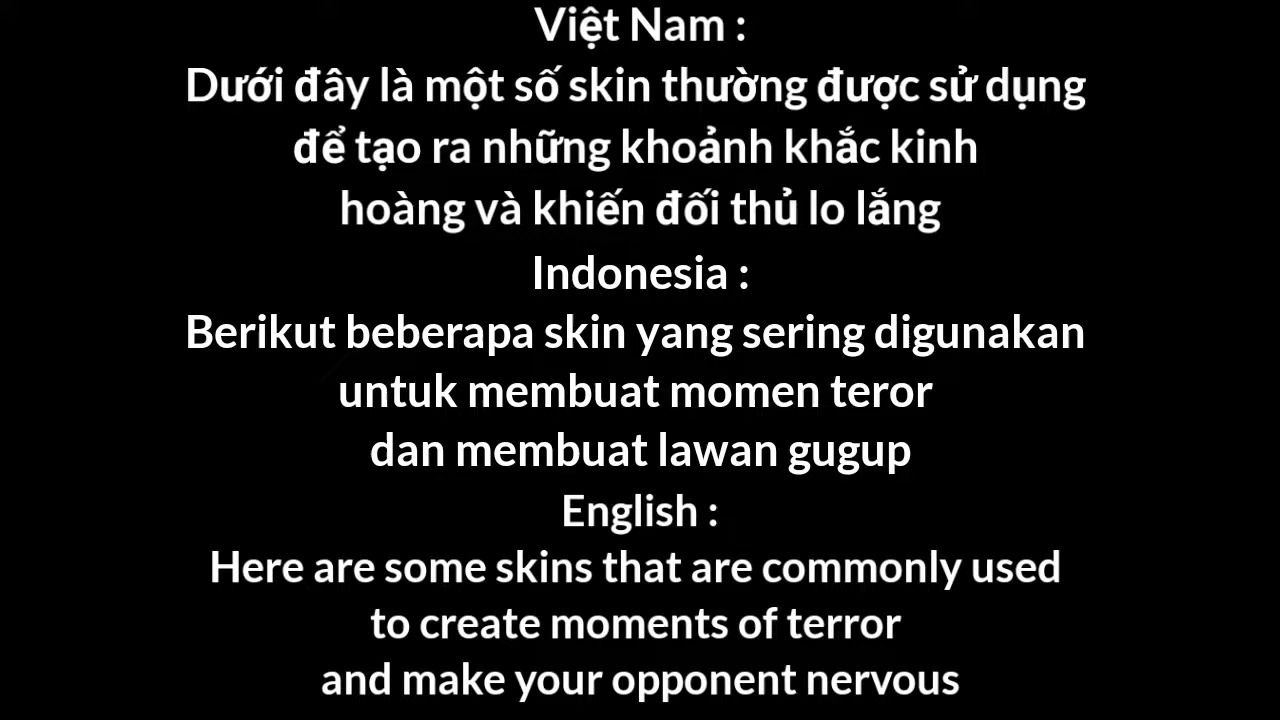 Việt Nam :
Dưới đây là một số skin thường được sử dụng
để tạo ra những khoảnh khắc kinh
hoàng và khiến đối thủ lo lắng
Indonesia :
Berikut beberapa skin yang sering digunakan
untuk membuat momen teror
dan membuat lawan gugup
English :
Here are some skins that are commonly used
to create moments of terror
and make your opponent nervous